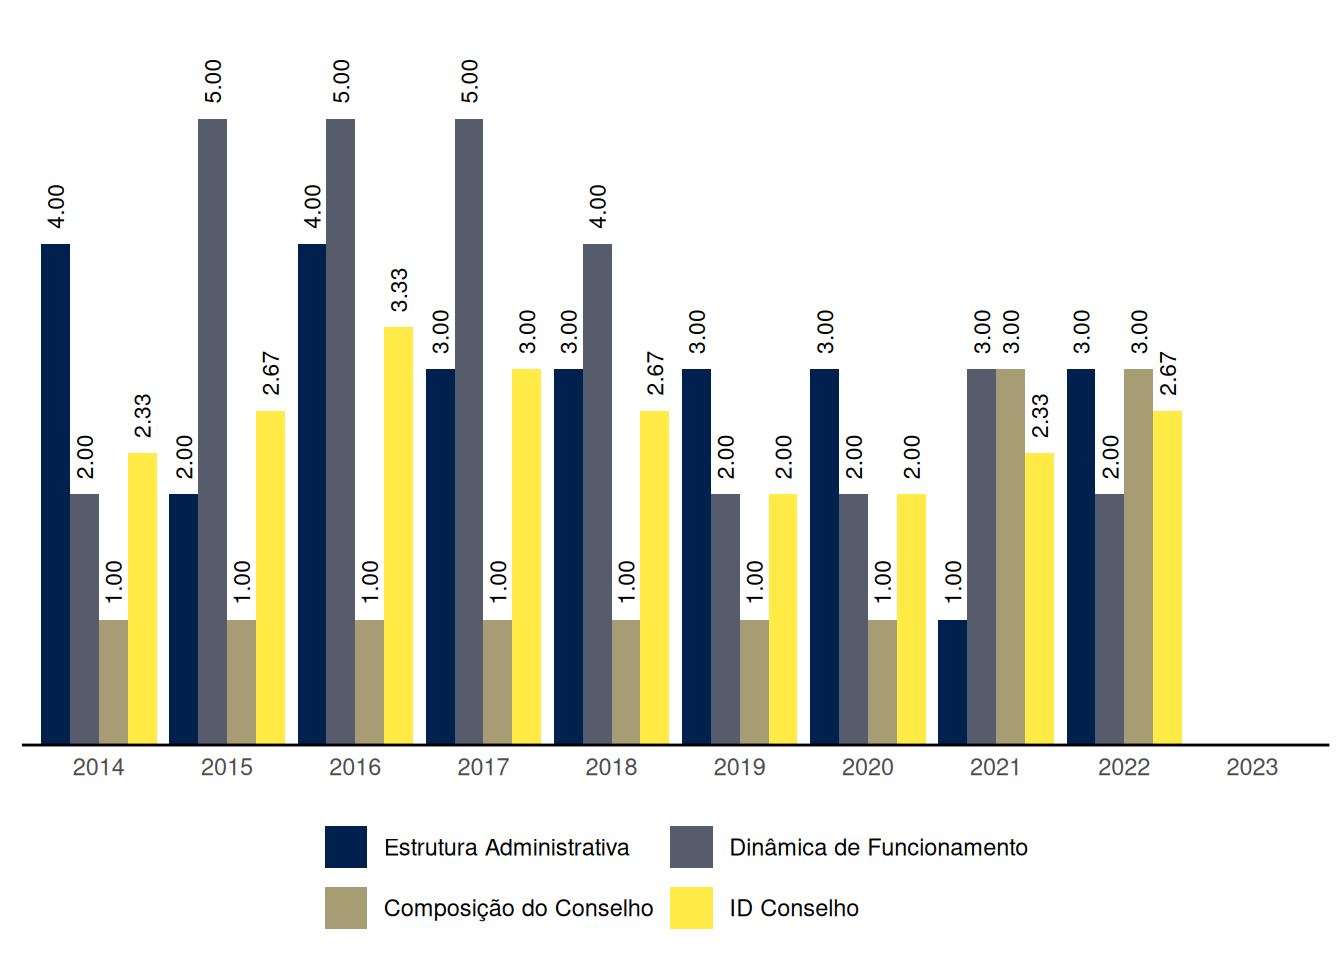 5.00 5.00 5.00
4.00 4.00 4.00
3.33
3.00 3.00 3.00 3.00 3.00 3.00 3.00 3.00 3.00
2.67 2.67 2.67
2.33 2.33
2.00 2.00 2.00 2.00 2.00 2.00 2.00
1.00 1.00 1.00 1.00 1.00 1.00 1.00 1.00
2014 2015 2016 2017 2018 2019 2020 2021 2022 2023
Estrutura Administrativa Dinâmica de Funcionamento
Composição do Conselho ID Conselho